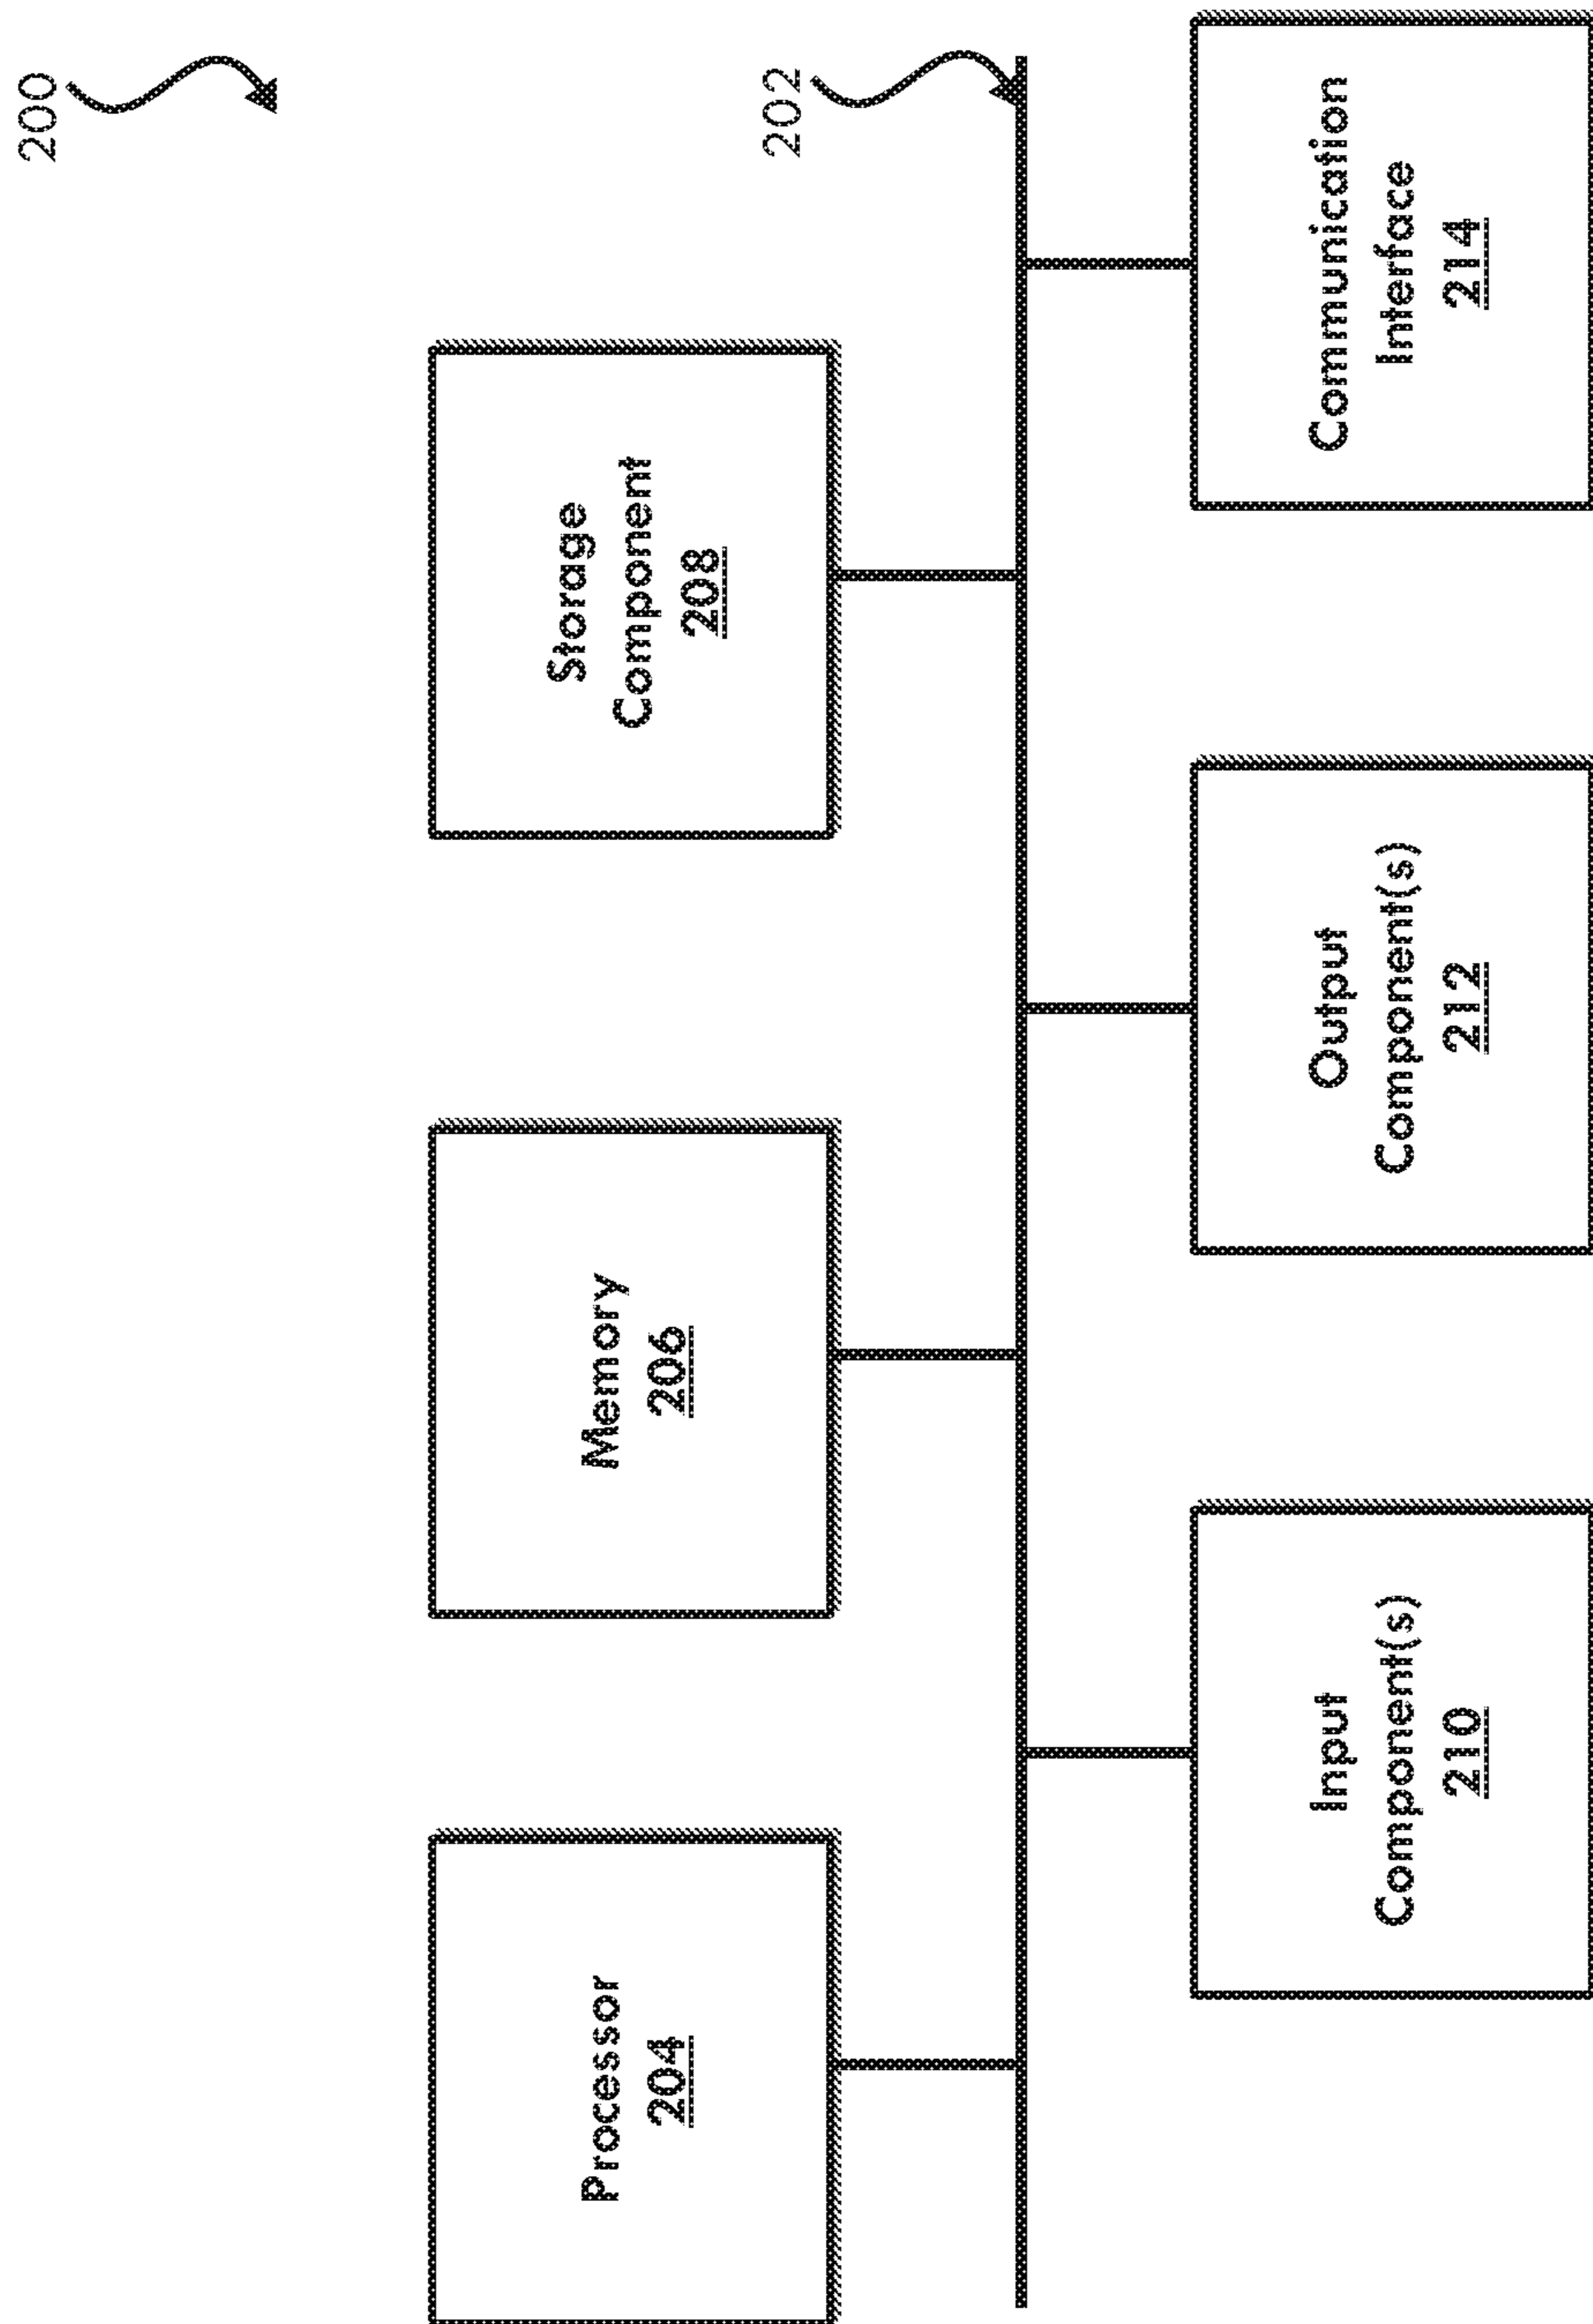 200
202
Processor
204
Memory
206
Storage
Component
208
Input
Component(s)
210
Output
Component(s)
212
Communication
Interface
214